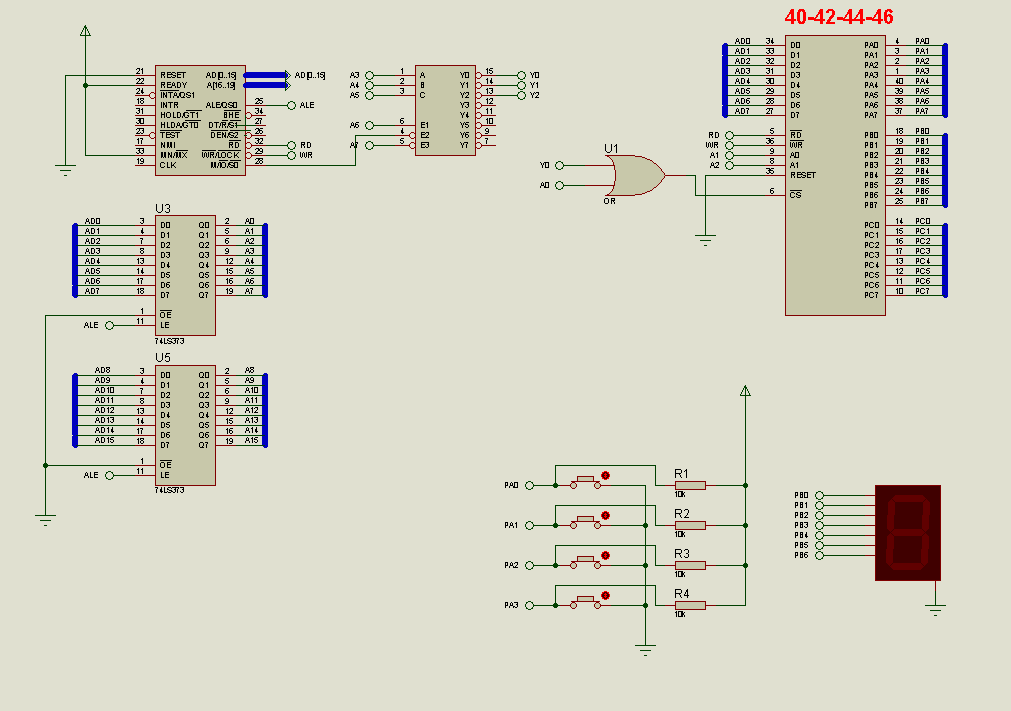 40-42-44-46
21 RESET AD[0..15] AD[0..15]
22 READY A[16..19]
24 INTA/QS1
18 INTR ALE/QS0 25 ALE
31 HOLD/GT1 BHE 34
30 HLDA/GT0 DT/R/S1 27
23 TEST DEN/S2 26
17 NMI RD 32 RD
33 MN/MX WR/LOCK 29 WR
19 CLK M/IO/S0 28
A3 1 A Y0 15 Y0
A4 2 B Y1 14 Y1
A5 3 C Y2 13 Y2
Y3 12
Y4 11
A6 6 E1 Y5 10
4 E2 Y6 9
A7 5 E3 Y7 7
AD0 34 D0 PA0 4 PA0
AD1 33 D1 PA1 3 PA1
AD2 32 D2 PA2 2 PA2
AD3 31 D3 PA3 1 PA3
AD4 30 D4 PA4 40 PA4
AD5 29 D5 PA5 39 PA5
AD6 28 D6 PA6 38 PA6
AD7 27 D7 PA7 37 PA7
RD 5 RD PB0 18 PB0
WR 36 WR PB1 19 PB1
A1 9 A0 PB2 20 PB2
A2 8 A1 PB3 21 PB3
35 RESET PB4 22 PB4
PB5 23 PB5
6 CS PB6 24 PB6
PB7 25 PB7
PC0 14 PC0
PC1 15 PC1
PC2 16 PC2
PC3 17 PC3
PC4 13 PC4
PC5 12 PC5
PC6 11 PC6
PC7 10 PC7
U1
Y0
A0
OR
U3
AD0 3 D0 Q0 2 A0
AD1 4 D1 Q1 5 A1
AD2 7 D2 Q2 6 A2
AD3 8 D3 Q3 9 A3
AD4 13 D4 Q4 12 A4
AD5 14 D5 Q5 15 A5
AD6 17 D6 Q6 16 A6
AD7 18 D7 Q7 19 A7
1 OE
ALE 11 LE
74LS373
U5
AD8 3 D0 Q0 2 A8
AD9 4 D1 Q1 5 A9
AD10 7 D2 Q2 6 A10
AD11 8 D3 Q3 9 A11
AD12 13 D4 Q4 12 A12
AD13 14 D5 Q5 15 A13
AD14 17 D6 Q6 16 A14
AD15 18 D7 Q7 19 A15
1 OE
ALE 11 LE
74LS373
PA0 R1
10k
PA1 R2
10k
PA2 R3
10k
PA3 R4
10k
PB0
PB1
PB2
PB3
PB4
PB5
PB6